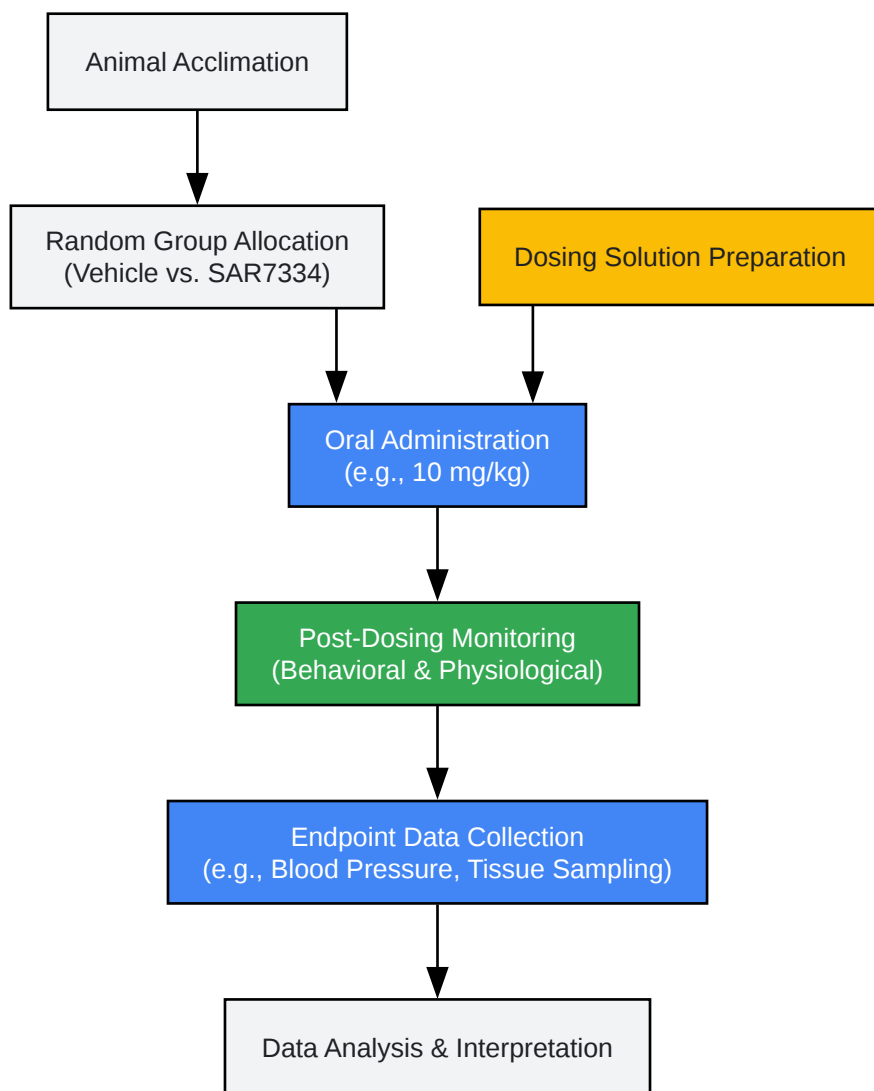 Animal Acclimation
Random Group Allocation
(Vehicle vs. SAR7334)
Dosing Solution Preparation
Oral Administration
(e.g., 10 mg/kg)
Post-Dosing Monitoring
(Behavioral & Physiological)
Endpoint Data Collection
(e.g., Blood Pressure, Tissue Sampling)
Data Analysis & Interpretation